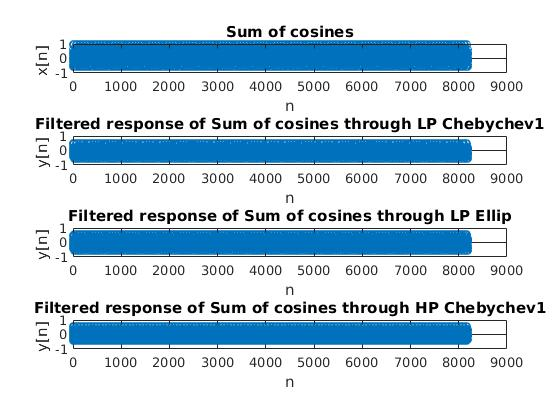 Sum of cosines
1
0
-1
x[n]
0 1000 2000 3000 4000 5000 6000 7000 8000 9000
n
Filtered response of Sum of cosines through LP Chebychev1
1
0
-1
y[n]
0 1000 2000 3000 4000 5000 6000 7000 8000 9000
n
Filtered response of Sum of cosines through LP Ellip
1
0
-1
y[n]
0 1000 2000 3000 4000 5000 6000 7000 8000 9000
n
Filtered response of Sum of cosines through HP Chebychev1
1
0
-1
y[n]
0 1000 2000 3000 4000 5000 6000 7000 8000 9000
n